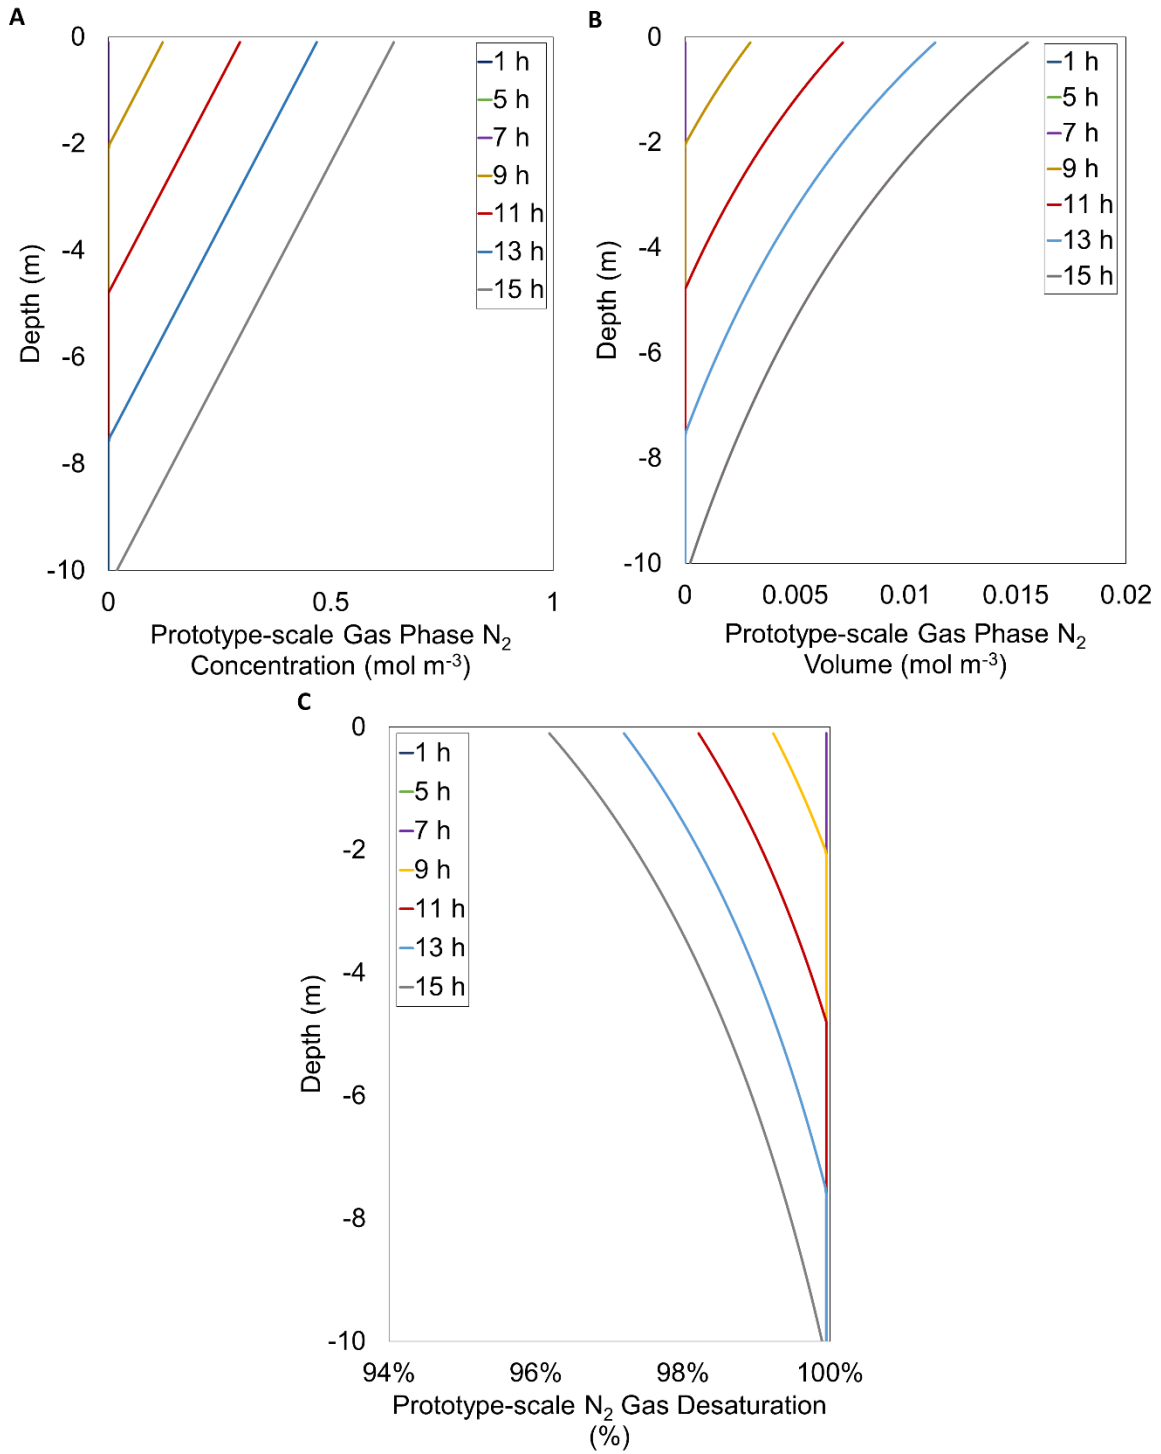 A
0
-2
-4
-6
-8
-10
Depth (m)
1 h
5 h
7 h
9 h
11 h
13 h
15 h
0
0.5
1
Prototype-scale Gas Phase N₂
Concentration (mol m⁻³)
B
0
-2
-4
-6
-8
-10
Depth (m)
1 h
5 h
7 h
9 h
11 h
13 h
15 h
0
0.005
0.01
0.015
0.02
Prototype-scale Gas Phase N₂
Volume (mol m⁻³)
C
0
-2
-4
-6
-8
-10
Depth (m)
1 h
5 h
7 h
9 h
11 h
13 h
15 h
94%
96%
98%
100%
Prototype-scale N₂ Gas Desaturation
(%)